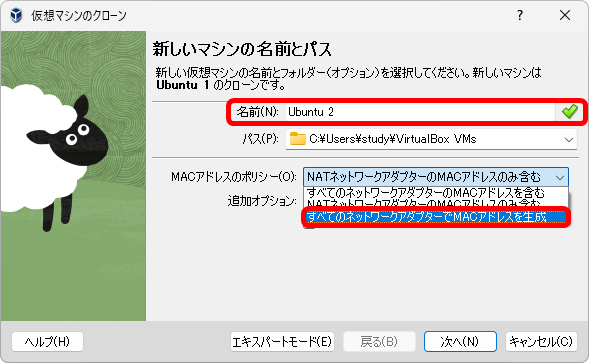 仮想マシンのクローン
新しいマシンの名前とパス
新しい仮想マシンの名前とフォルダー(オプション)を選択してください。新しいマシンは
Ubuntu 1 のクローンです。
名前(N): Ubuntu 2
パス(P): C:¥Users¥study¥VirtualBox VMs
MACアドレスのポリシー(O): NATネットワークアダプターのMACアドレスのみ含む
すべてのネットワークアダプターのMACアドレスを含む
追加オプション: NATネットワークアダプターのMACアドレスのみ含む
すべてのネットワークアダプターでMACアドレスを生成
ヘルプ(H) エキスパートモード(E) 戻る(B) 次へ(N) キャンセル(C)